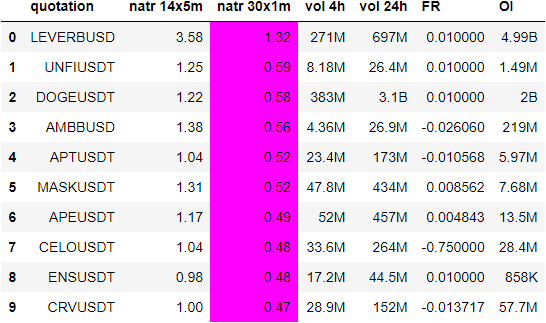 quotation natr 14x5m natr 30x1m vol 4h vol 24h FR OI
0 LEVERBUSD 3.58 1.32 271M 697M 0.010000 4.99B
1 UNFIUSDT 1.25 0.59 8.18M 26.4M 0.010000 1.49M
2 DOGEUSDT 1.22 0.58 383M 3.1B 0.010000 2B
3 AMBBUSD 1.38 0.56 4.36M 26.9M -0.026060 219M
4 APTUSDT 1.04 0.52 23.4M 173M -0.010568 5.97M
5 MASKUSDT 1.31 0.52 47.8M 434M 0.008562 7.68M
6 APEUSDT 1.17 0.49 52M 457M 0.004843 13.5M
7 CELOUSDT 1.04 0.48 33.6M 264M -0.750000 28.4M
8 ENSUSDT 0.98 0.48 17.2M 44.5M 0.010000 858K
9 CRVUSDT 1.00 0.47 28.9M 152M -0.013717 57.7M